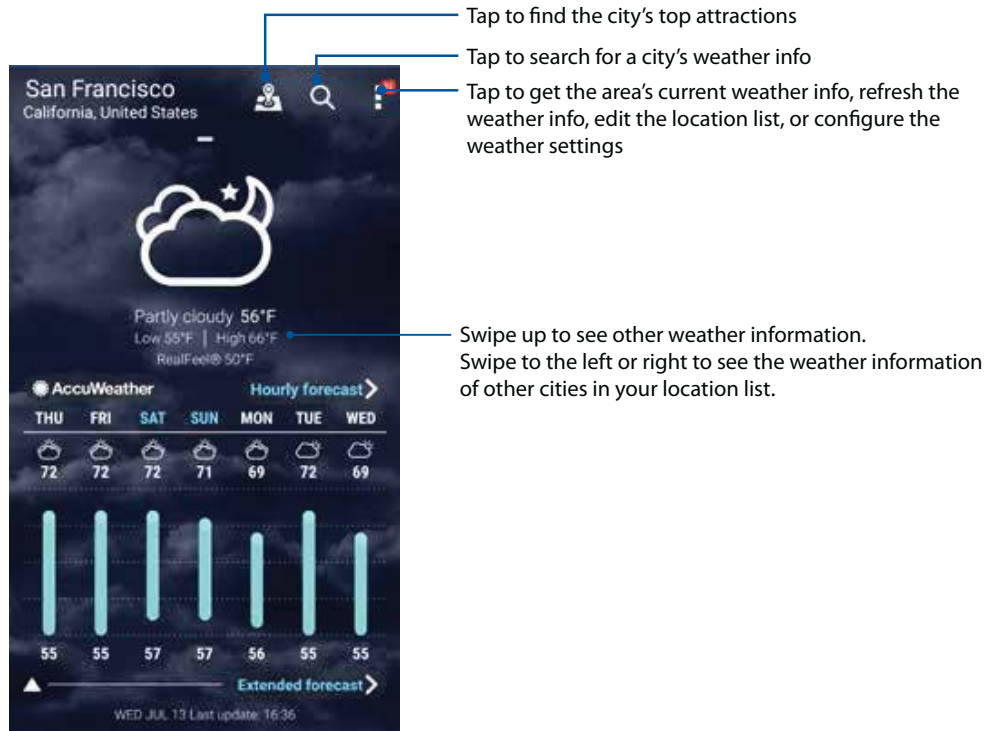 Tap to find the city's top attractions
Tap to search for a city's weather info
Tap to get the area's current weather info, refresh the
weather info, edit the location list, or configure the
weather settings
San Francisco
California, United States
Partly cloudy 56°F
Low 55°F | High 66°F
RealFeel® 50°F
Swipe up to see other weather information.
Swipe to the left or right to see the weather information
of other cities in your location list.
AccuWeather Hourly forecast
THU FRI SAT SUN MON TUE WED
72 72 72 71 69 72 69
55 55 57 57 56 55 55
Extended forecast
WED JUL 13 Last update: 16:36